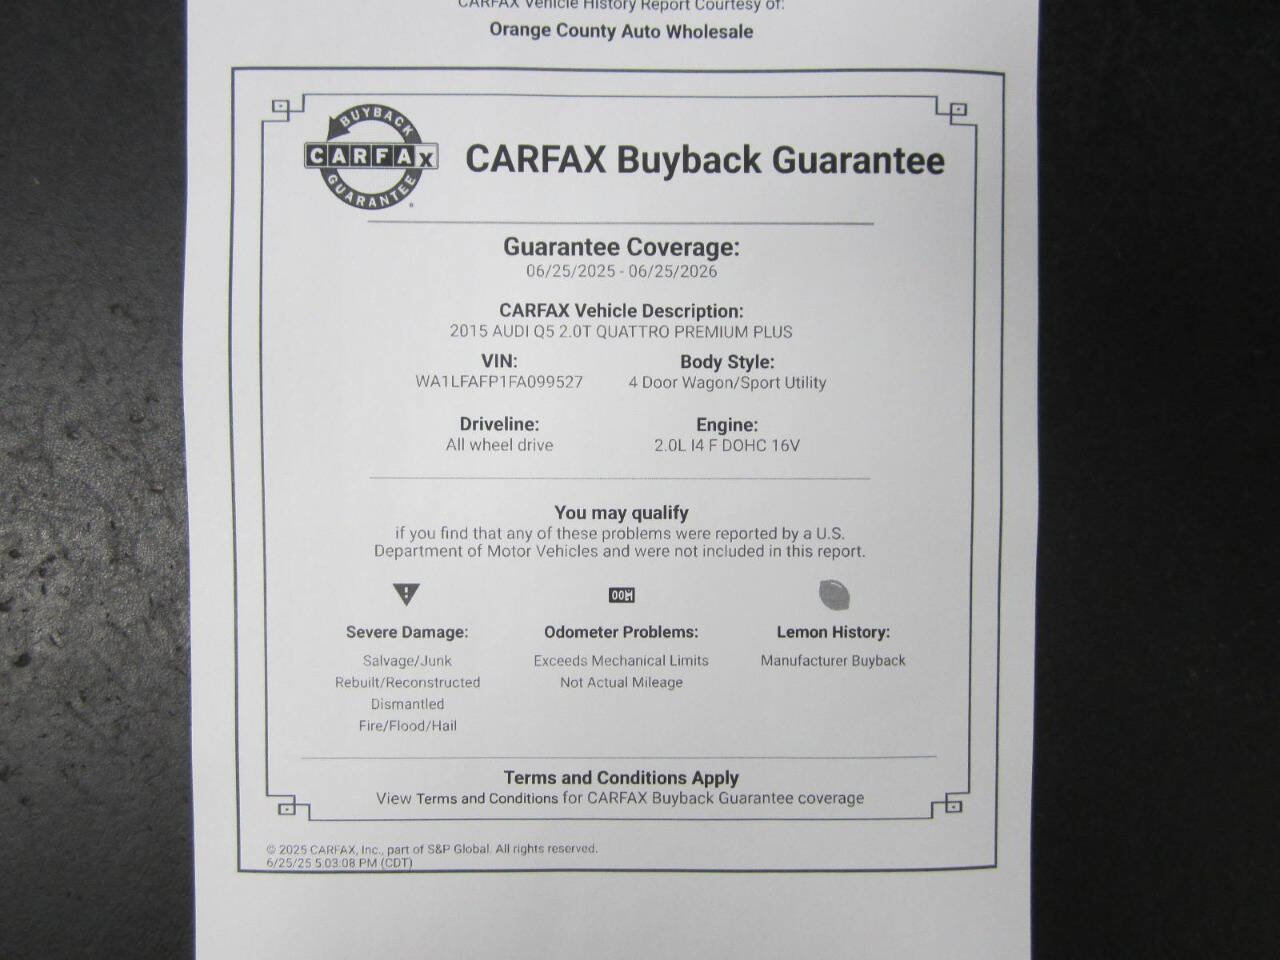 CARFAX Vehicle History Report Courtesy of:
Orange County Auto Wholesale
BUYBACK
CARFAX
GUARANTEE
CARFAX Buyback Guarantee
Guarantee Coverage:
06/25/2025 - 06/25/2026
CARFAX Vehicle Description:
2015 AUDI Q5 2.0T QUATTRO PREMIUM PLUS
VIN: Body Style:
WA1LFAFP1FA099527 4 Door Wagon/Sport Utility
Driveline: Engine:
All wheel drive 2.0L I4 F DOHC 16V
You may qualify
if you find that any of these problems were reported by a U.S.
Department of Motor Vehicles and were not included in this report.
Severe Damage: Odometer Problems: Lemon History:
Salvage/Junk Exceeds Mechanical Limits Manufacturer Buyback
Rebuilt/Reconstructed Not Actual Mileage
Dismantled
Fire/Flood/Hail
Terms and Conditions Apply
View Terms and Conditions for CARFAX Buyback Guarantee coverage
© 2025 CARFAX, Inc., part of S&P Global. All rights reserved.
6/25/25 5:03:08 PM (CDT)